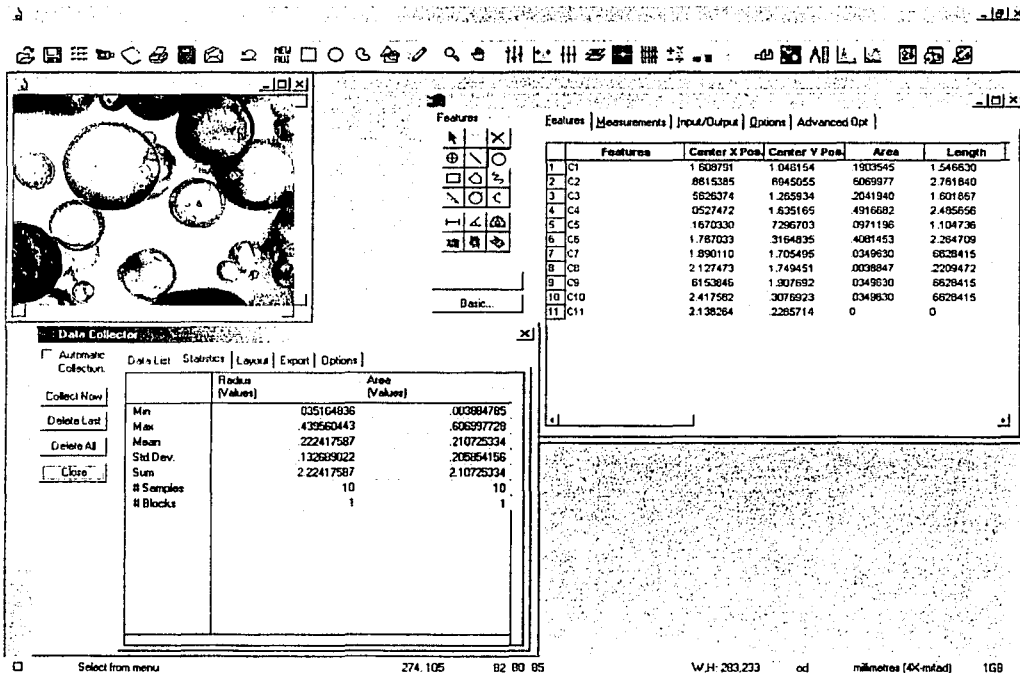 NEW
AOI
Features
Basic...
Features Measurements Input/Output Options Advanced Opt
Features Center X Pos. Center Y Pos. Area Length
1 C1 1.608791 1.046154 .1903545 1.546630
2 C2 .8615385 .6945055 .6069977 2.761840
3 C3 .5626374 1.265934 .2041940 1.601867
4 C4 .0527472 1.635165 .4916682 2.485656
5 C5 .1670330 .7296703 .0971196 1.104736
6 C6 1.787033 .3164835 .4081453 2.264709
7 C7 1.890110 1.705495 .0349630 .6628415
8 C8 2.127473 1.749451 .0038847 .2209472
9 C9 .6153846 1.907692 .0349630 .6628415
10 C10 2.417582 .3076923 .0349630 .6628415
11 C11 2.138264 .2285714 0 0
Data Collector
Automatic Collection.
Collect Now
Delete Last
Delete All
Close
Data List Statistics Layout Export Options
Radius (Values) Area (Values)
Min .035164836 .003884785
Max .439560443 .606997728
Mean .222417587 .210725334
Std Dev. .132689022 .205854156
Sum 2.22417587 2.10725334
# Samples 10 10
# Blocks 1 1
Select from menu 274, 105 82 80 85 W,H: 283,233 od millimetres (4X-mitad) 1GB